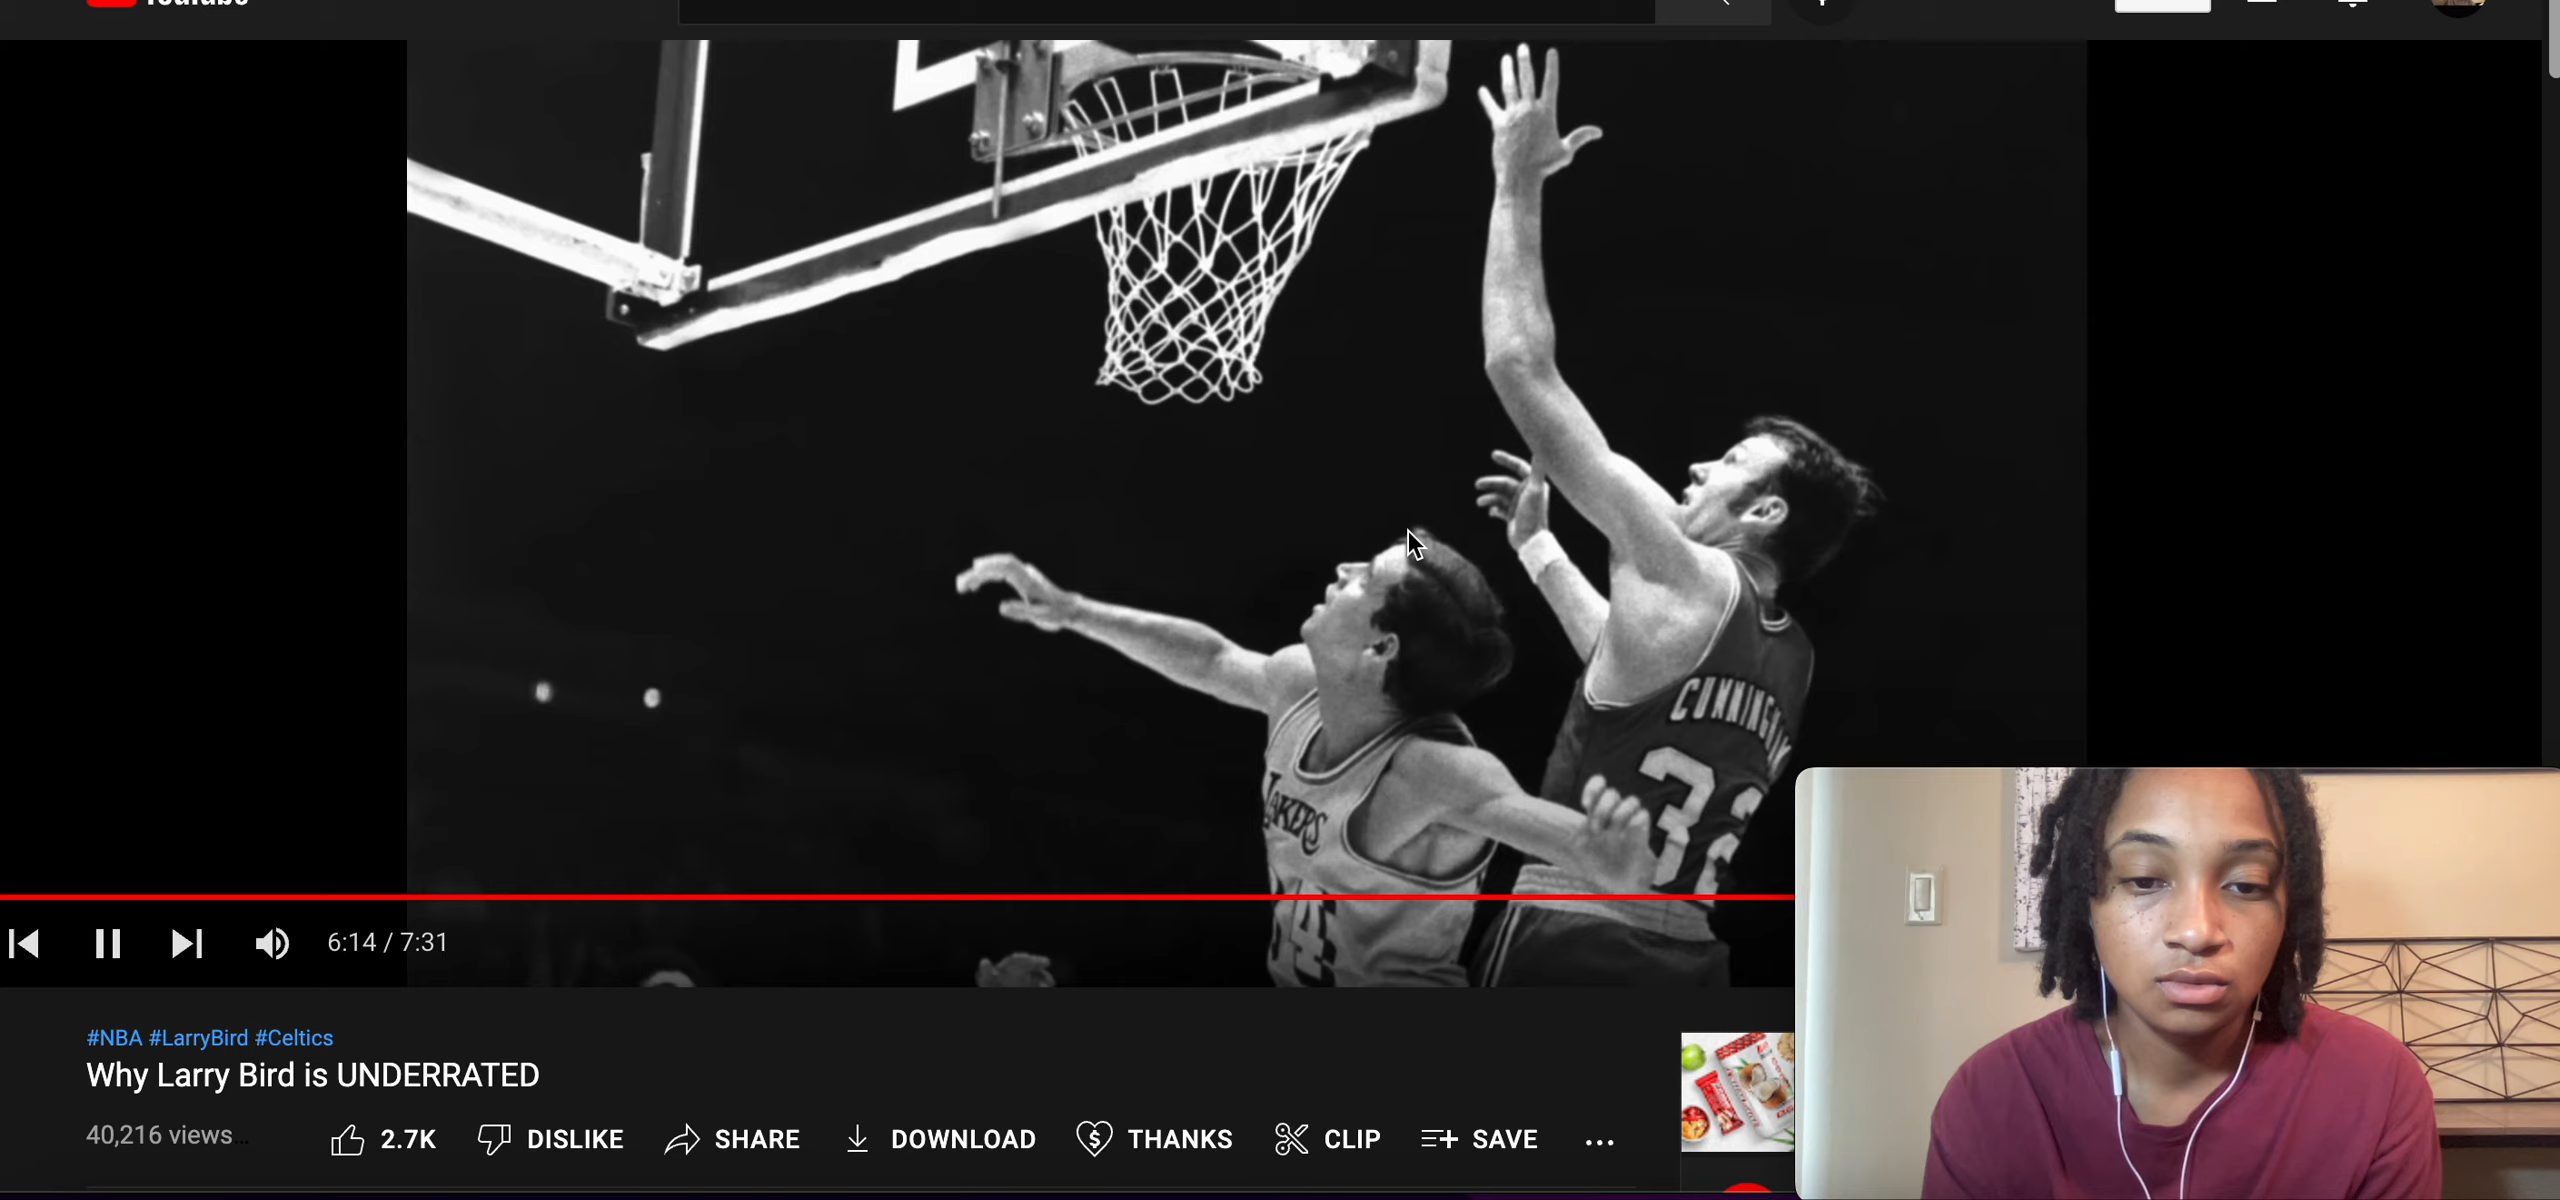 YouTube
CUNNINGHAM
32
LAKERS
6:14 / 7:31
#NBA #LarryBird #Celtics
Why Larry Bird is UNDERRATED
40,216 views...
2.7K DISLIKE SHARE DOWNLOAD THANKS CLIP SAVE ...